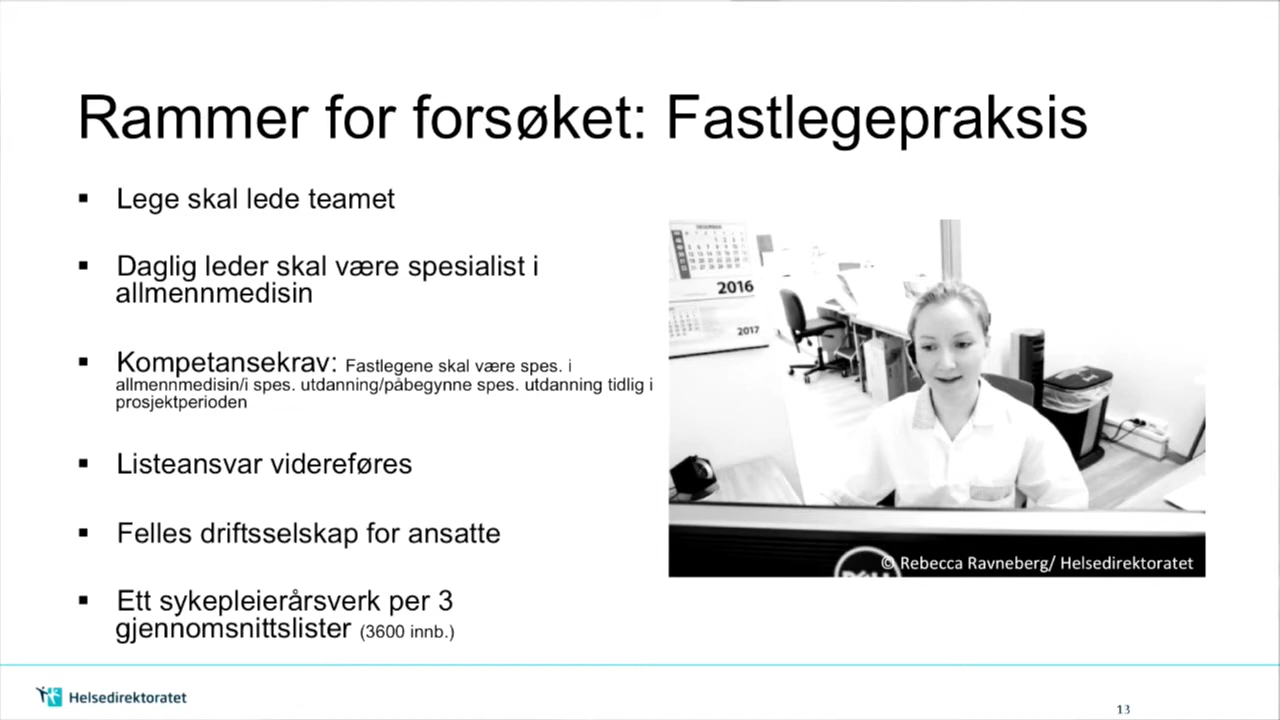 Rammer for forsøket: Fastlegepraksis
▪ Lege skal lede teamet
▪ Daglig leder skal være spesialist i
allmennmedisin
▪ Kompetansekrav: Fastlegene skal være spes. i
allmennmedisin/i spes. utdanning/påbegynne spes. utdanning tidlig i
prosjektperioden
▪ Listeansvar videreføres
▪ Felles driftsselskap for ansatte
▪ Ett sykepleierårsverk per 3
gjennomsnittslister (3600 innb.)
2016
2017
© Rebecca Ravneberg/ Helsedirektoratet
Helsedirektoratet
13